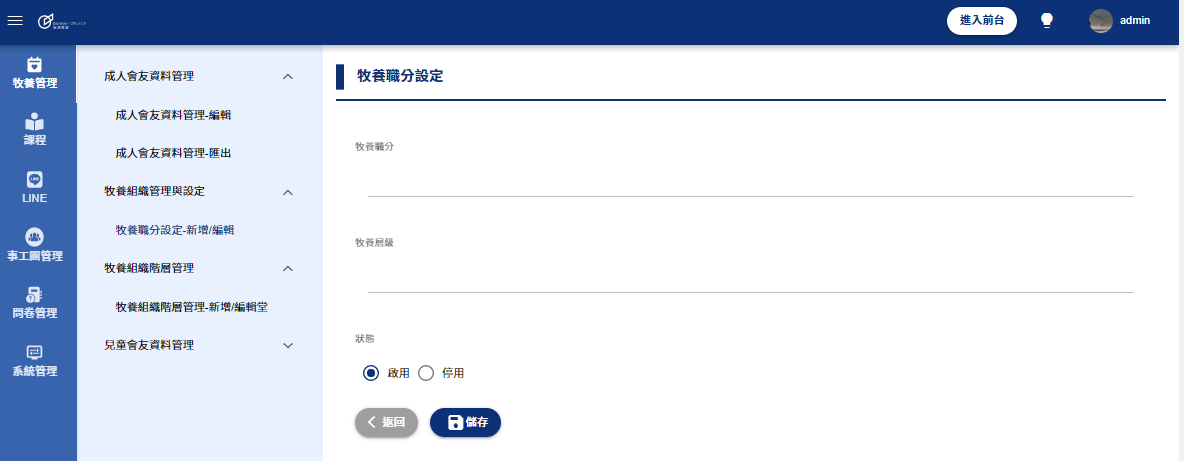 進入前台
admin
牧養管理
課程
LINE
事工團管理
問卷管理
系統管理
成人會友資料管理
成人會友資料管理-編輯
成人會友資料管理-匯出
牧養組織管理與設定
牧養職分設定-新增/編輯
牧養組織階層管理
牧養組織階層管理-新增/編輯堂
兒童會友資料管理
牧養職分設定
牧養職分
牧養層級
狀態
啟用 停用
返回 儲存